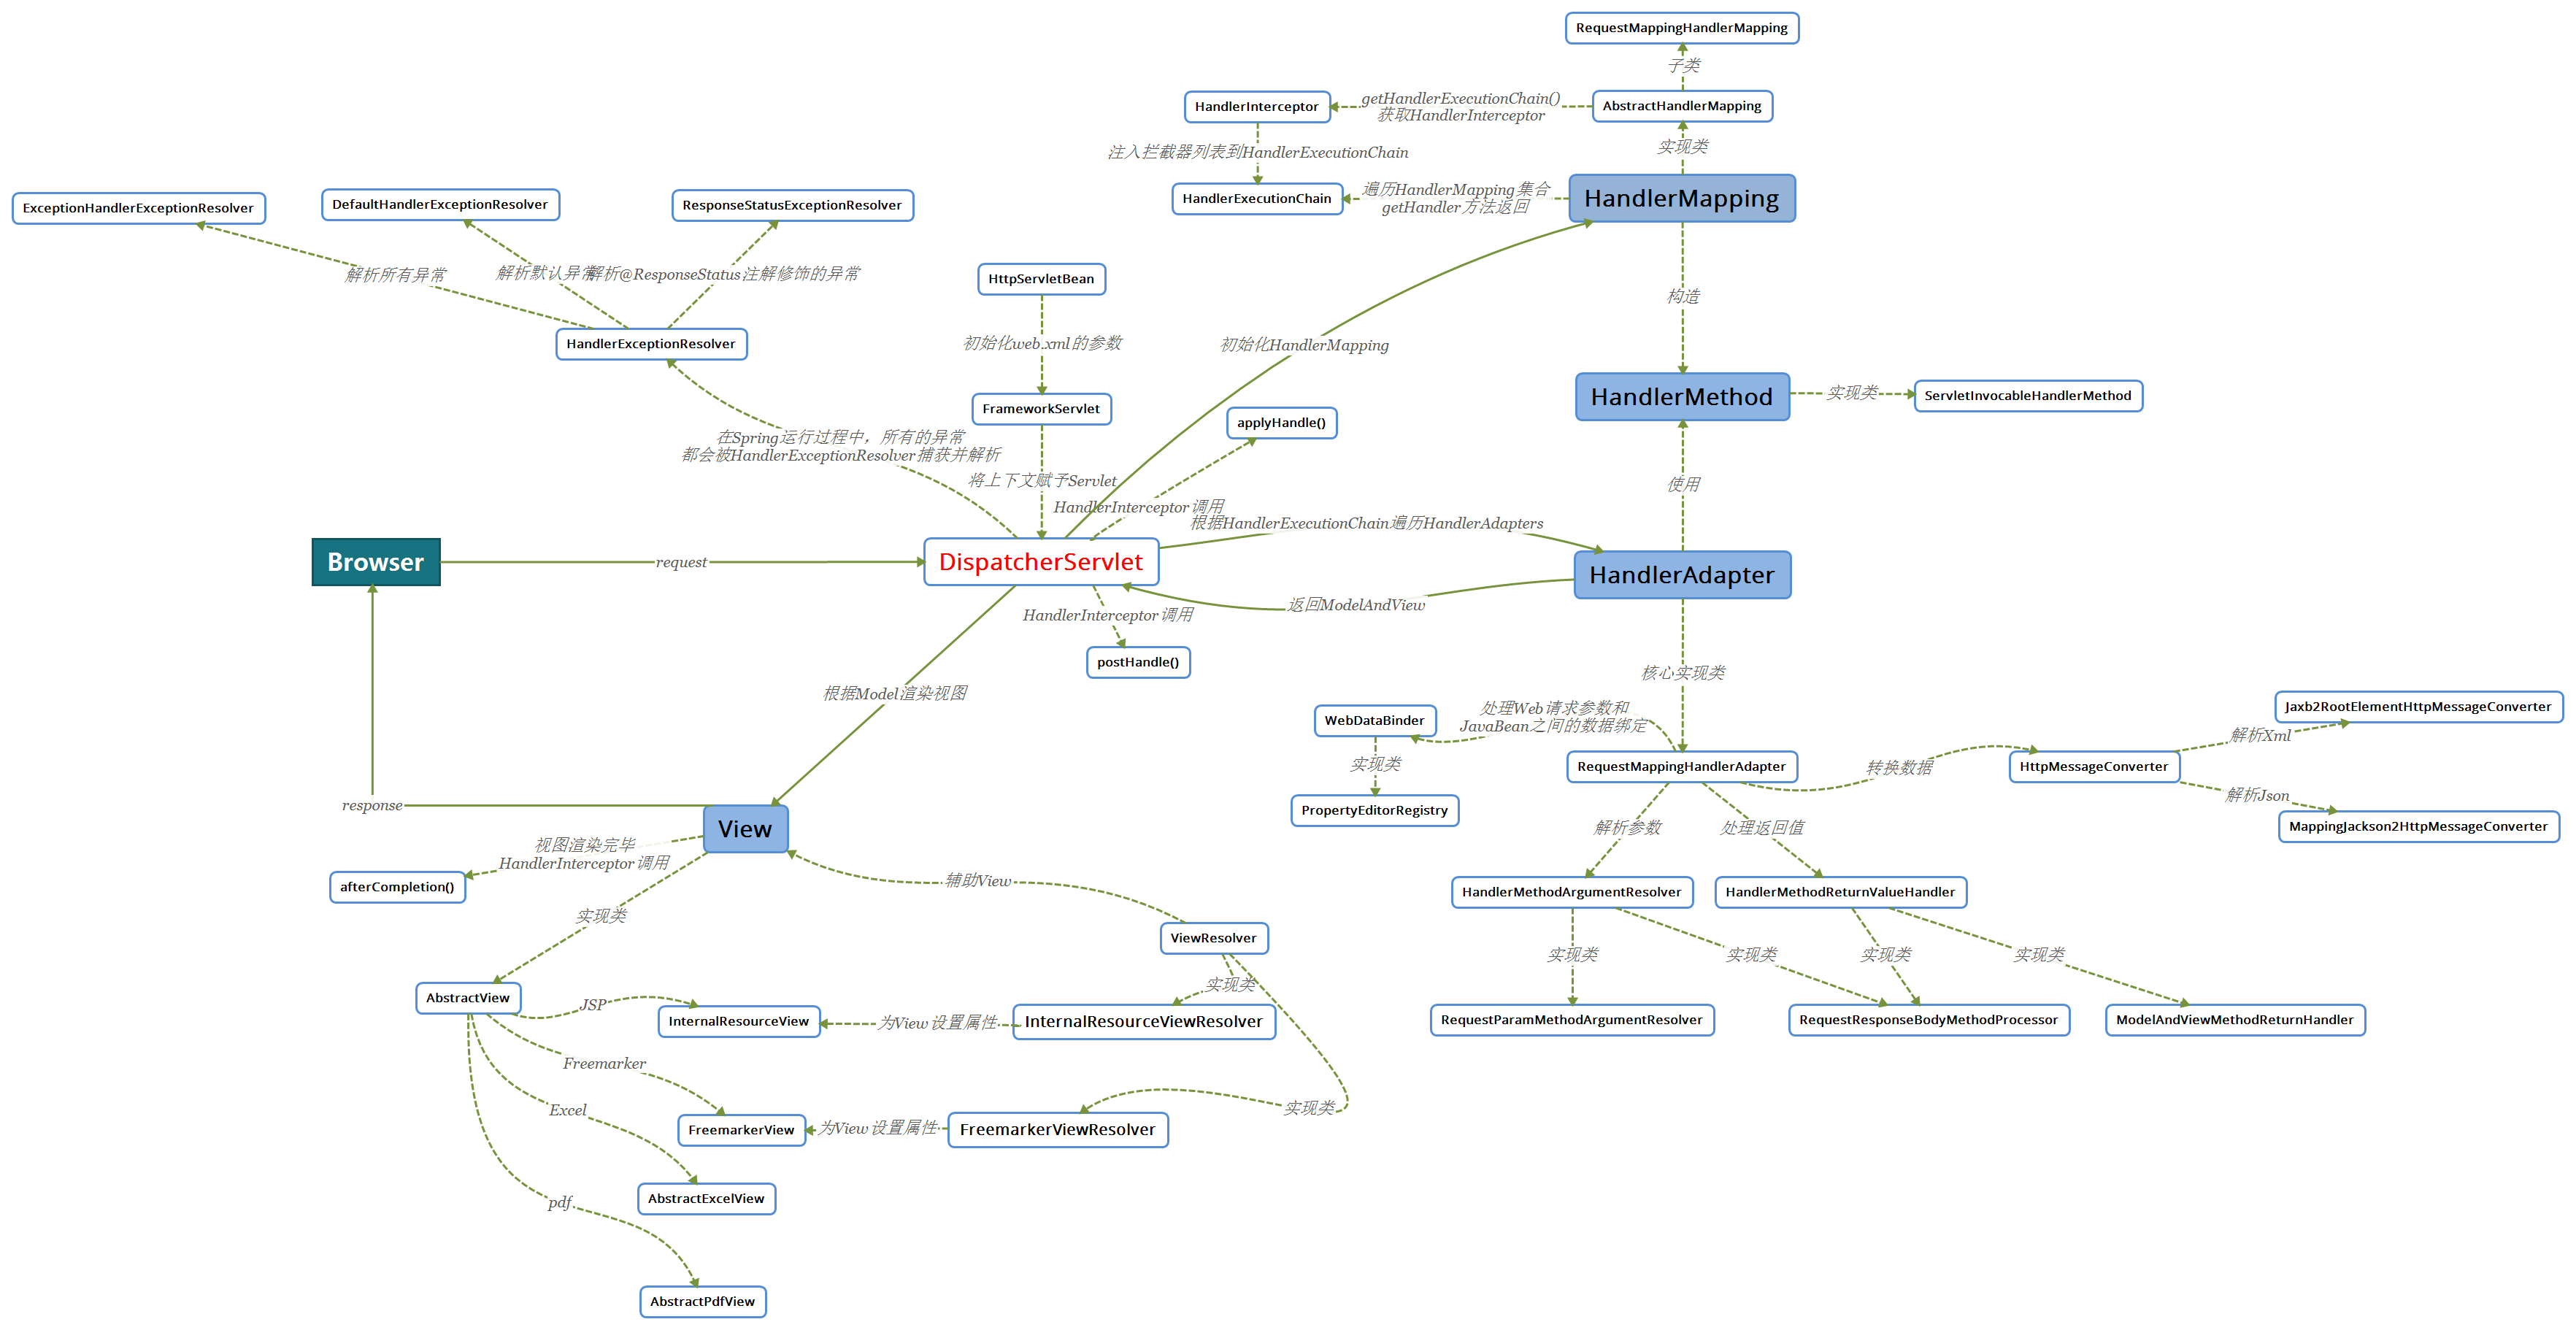 RequestMappingHandlerMapping
子类
HandlerInterceptor
getHandlerExecutionChain()
获取HandlerInterceptor
AbstractHandlerMapping
注入拦截器列表到HandlerExecutionChain
实现类
ExceptionHandlerExceptionResolver
DefaultHandlerExceptionResolver
ResponseStatusExceptionResolver
HandlerExecutionChain
遍历HandlerMapping集合
getHandler方法返回
HandlerMapping
解析所有异常
解析默认异常
解析@ResponseStatus注解修饰的异常
HttpServletBean
构造
HandlerExceptionResolver
初始化web.xml的参数
初始化HandlerMapping
FrameworkServlet
applyHandle()
HandlerMethod
实现类
ServletInvocableHandlerMethod
在Spring运行过程中，所有的异常
都会被HandlerExceptionResolver捕获并解析
将上下文赋予Servlet
使用
HandlerInterceptor调用
根据HandlerExecutionChain遍历HandlerAdapters
Browser
request
DispatcherServlet
HandlerAdapter
返回ModelAndView
HandlerInterceptor调用
postHandle()
核心实现类
根据Model渲染视图
WebDataBinder
处理Web请求参数和
JavaBean之间的数据绑定
Jaxb2RootElementHttpMessageConverter
解析Xml
实现类
RequestMappingHandlerAdapter
转换数据
HttpMessageConverter
解析Json
response
PropertyEditorRegistry
MappingJackson2HttpMessageConverter
View
解析参数
处理返回值
视图渲染完毕
HandlerInterceptor调用
afterCompletion()
辅助View
HandlerMethodArgumentResolver
HandlerMethodReturnValueHandler
实现类
ViewResolver
实现类
实现类
实现类
实现类
实现类
AbstractView
JSP
InternalResourceView
为View设置属性
InternalResourceViewResolver
RequestParamMethodArgumentResolver
RequestResponseBodyMethodProcessor
ModelAndViewMethodReturnHandler
Freemarker
Excel
实现类
FreemarkerView
为View设置属性
FreemarkerViewResolver
AbstractExcelView
pdf
AbstractPdfView